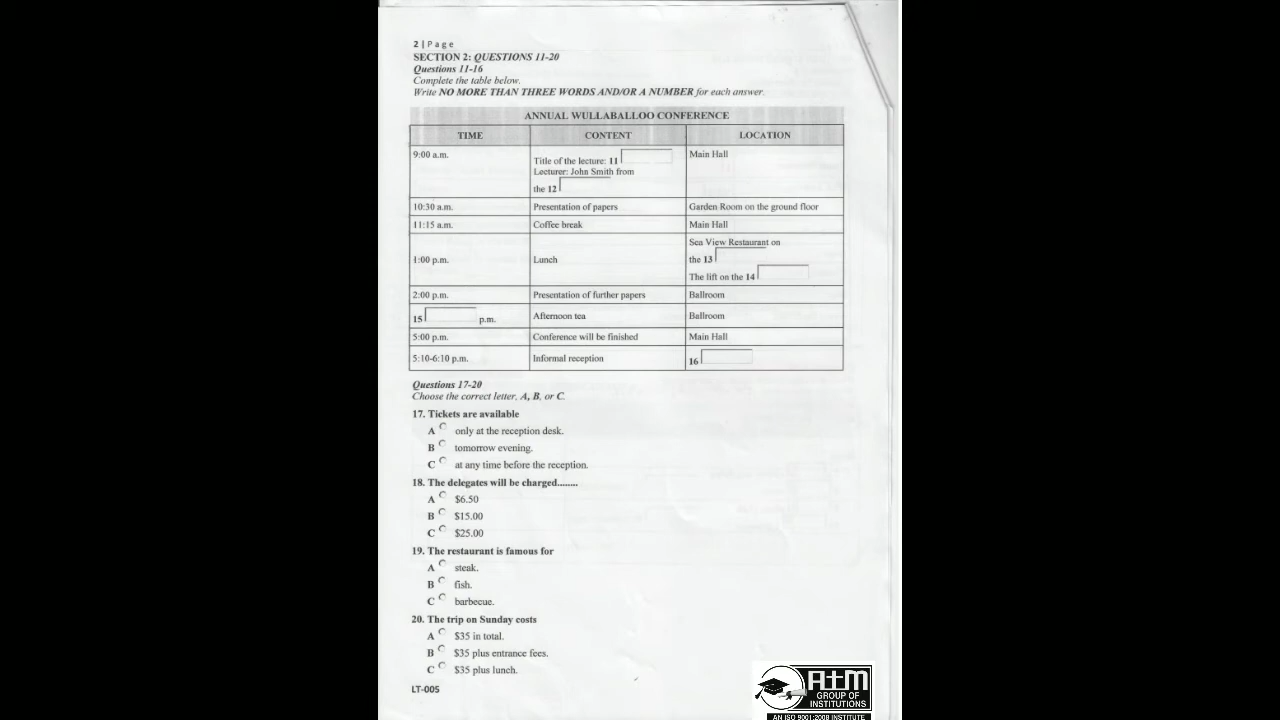 2 | P a g e
SECTION 2: QUESTIONS 11-20
Questions 11-16
Complete the table below.
Write NO MORE THAN THREE WORDS AND/OR A NUMBER for each answer.
ANNUAL WULLABALLOO CONFERENCE
TIME CONTENT LOCATION
9:00 a.m. Title of the lecture: 11 Main Hall
Lecturer: John Smith from
the 12
10:30 a.m. Presentation of papers Garden Room on the ground floor
11:15 a.m. Coffee break Main Hall
Sea View Restaurant on
1:00 p.m. Lunch the 13
The lift on the 14
2:00 p.m. Presentation of further papers Ballroom
15 p.m. Afternoon tea Ballroom
5:00 p.m. Conference will be finished Main Hall
5:10-6:10 p.m. Informal reception 16
Questions 17-20
Choose the correct letter, A, B, or C.
17. Tickets are available
A only at the reception desk.
B tomorrow evening.
C at any time before the reception.
18. The delegates will be charged........
A $6.50
B $15.00
C $25.00
19. The restaurant is famous for
A steak.
B fish.
C barbecue.
20. The trip on Sunday costs
A $35 in total.
B $35 plus entrance fees.
C $35 plus lunch.
LT-005
A+M
GROUP OF
INSTITUTIONS
AN ISO 9001:2008 INSTITUTE